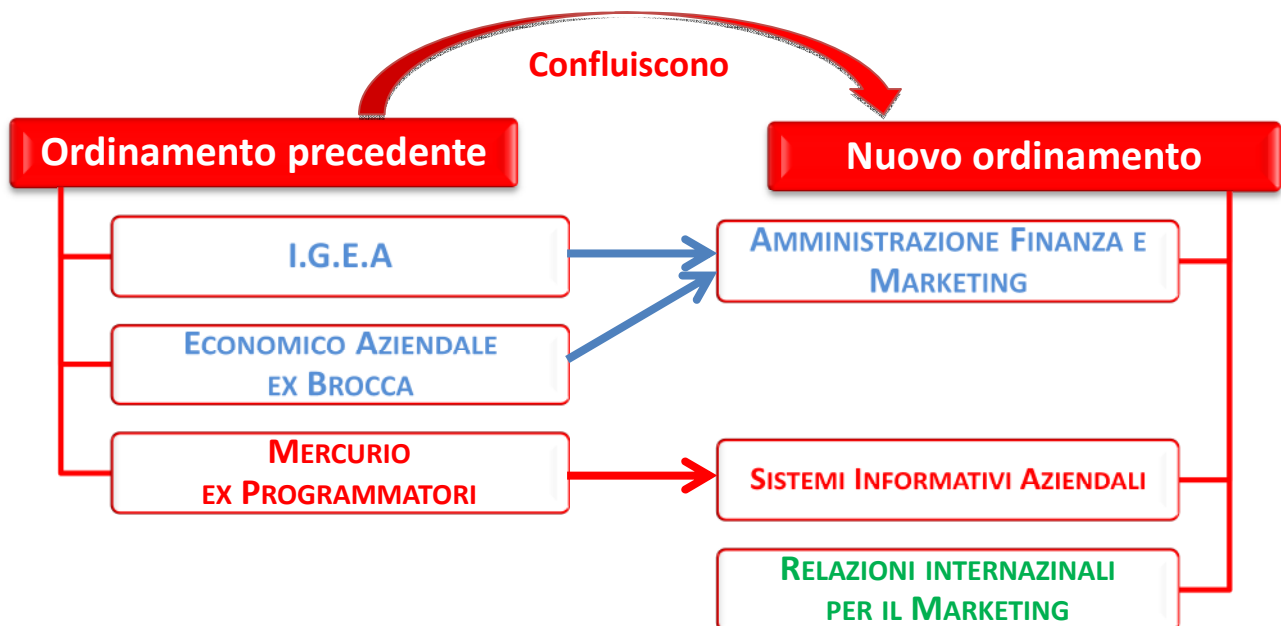 Confluiscono
Ordinamento precedente
Nuovo ordinamento
I.G.E.A
Amministrazione Finanza e
Marketing
Economico Aziendale
ex Brocca
Mercurio
ex Programmatori
Sistemi Informativi Aziendali
Relazioni internazinali
per il Marketing